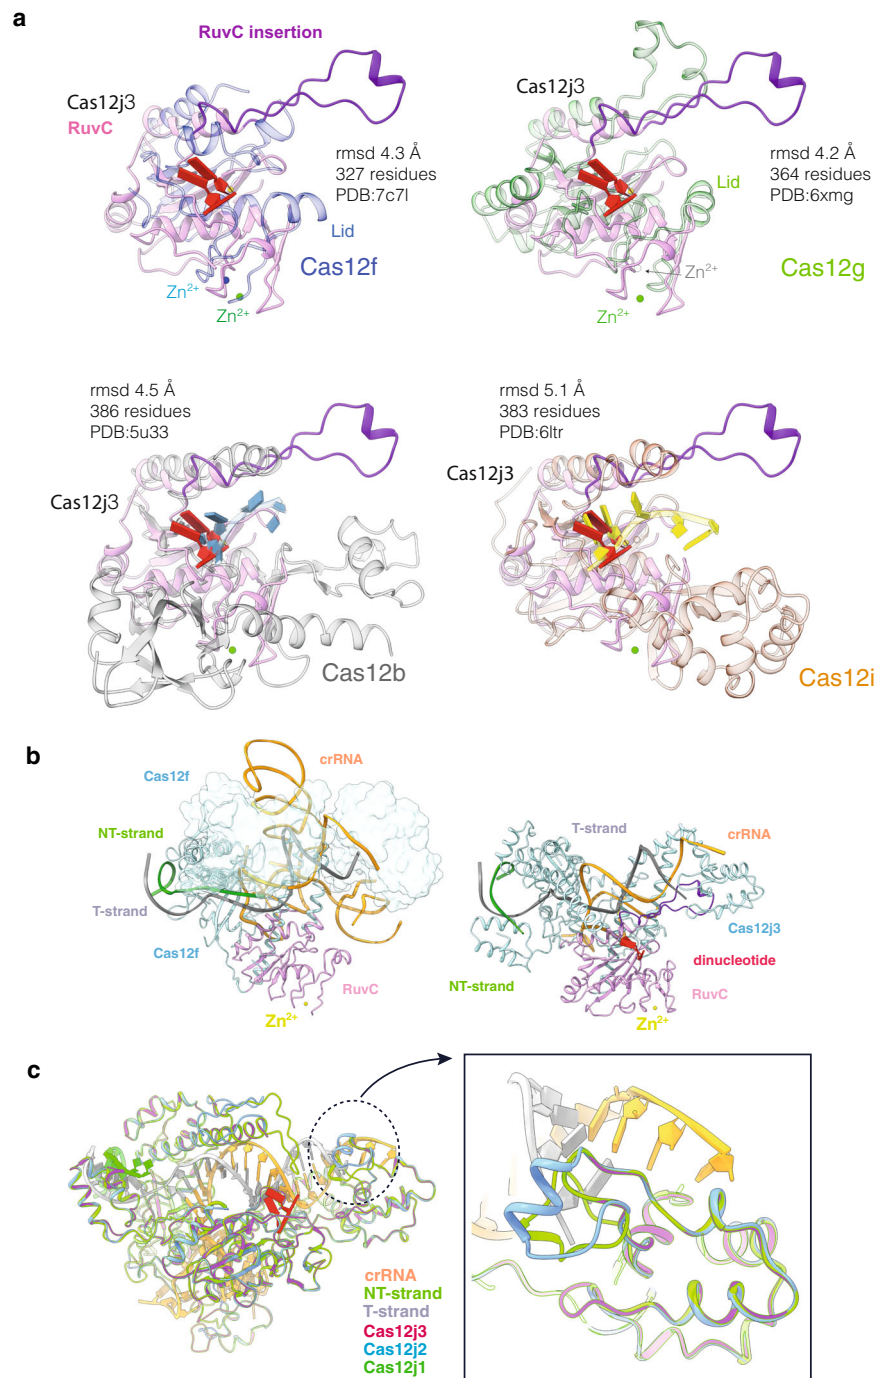 a
RuvC insertion
Cas12j3
RuvC
rmsd 4.3 Å
327 residues
PDB:7c7l
Lid
Cas12f
Zn²⁺
Zn²⁺
Cas12j3
rmsd 4.2 Å
364 residues
PDB:6xmg
Lid
Zn²⁺
Cas12g
Zn²⁺
rmsd 4.5 Å
386 residues
PDB:5u33
Cas12j3
Cas12b
rmsd 5.1 Å
383 residues
PDB:6ltr
Cas12j3
Cas12i
b
Cas12f
crRNA
NT-strand
T-strand
Cas12f
RuvC
Zn²⁺
T-strand
crRNA
Cas12j3
dinucleotide
NT-strand
RuvC
Zn²⁺
c
crRNA
NT-strand
T-strand
Cas12j3
Cas12j2
Cas12j1